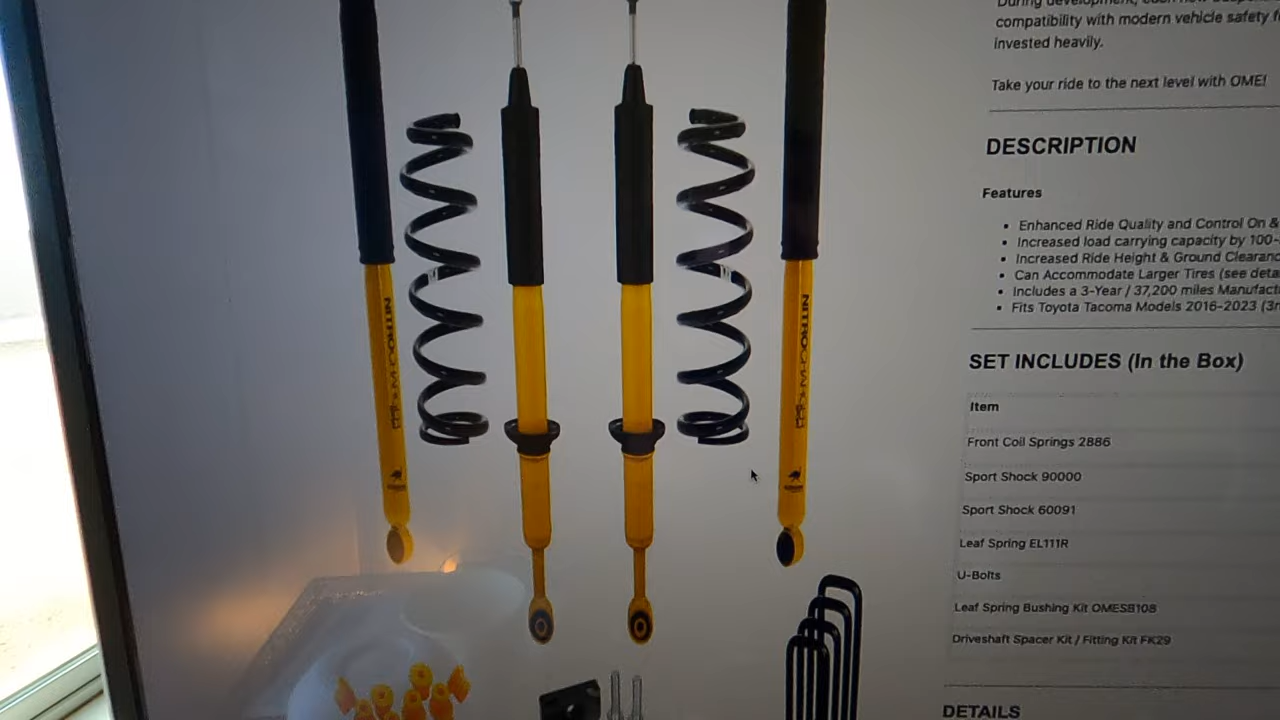 compatibility with modern vehicle safety
invested heavily.
Take your ride to the next level with OME!
DESCRIPTION
Features
• Enhanced Ride Quality and Control On &
• Increased load carrying capacity by 100-
• Increased Ride Height & Ground
• Can Accommodate Larger Tires (see
• Includes a 3-Year / 37,200 miles
• Fits Toyota Tacoma Models 2016-2023
SET INCLUDES (In the Box)
Item
Front Coil Springs 2886
Sport Shock 90000
Sport Shock 60091
Leaf Spring EL111R
U-Bolts
Leaf Spring Bushing Kit OMESB108
Driveshaft Spacer Kit / Fitting Kit FK29
DETAILS
NITROCHARGER
NITROCHARGER